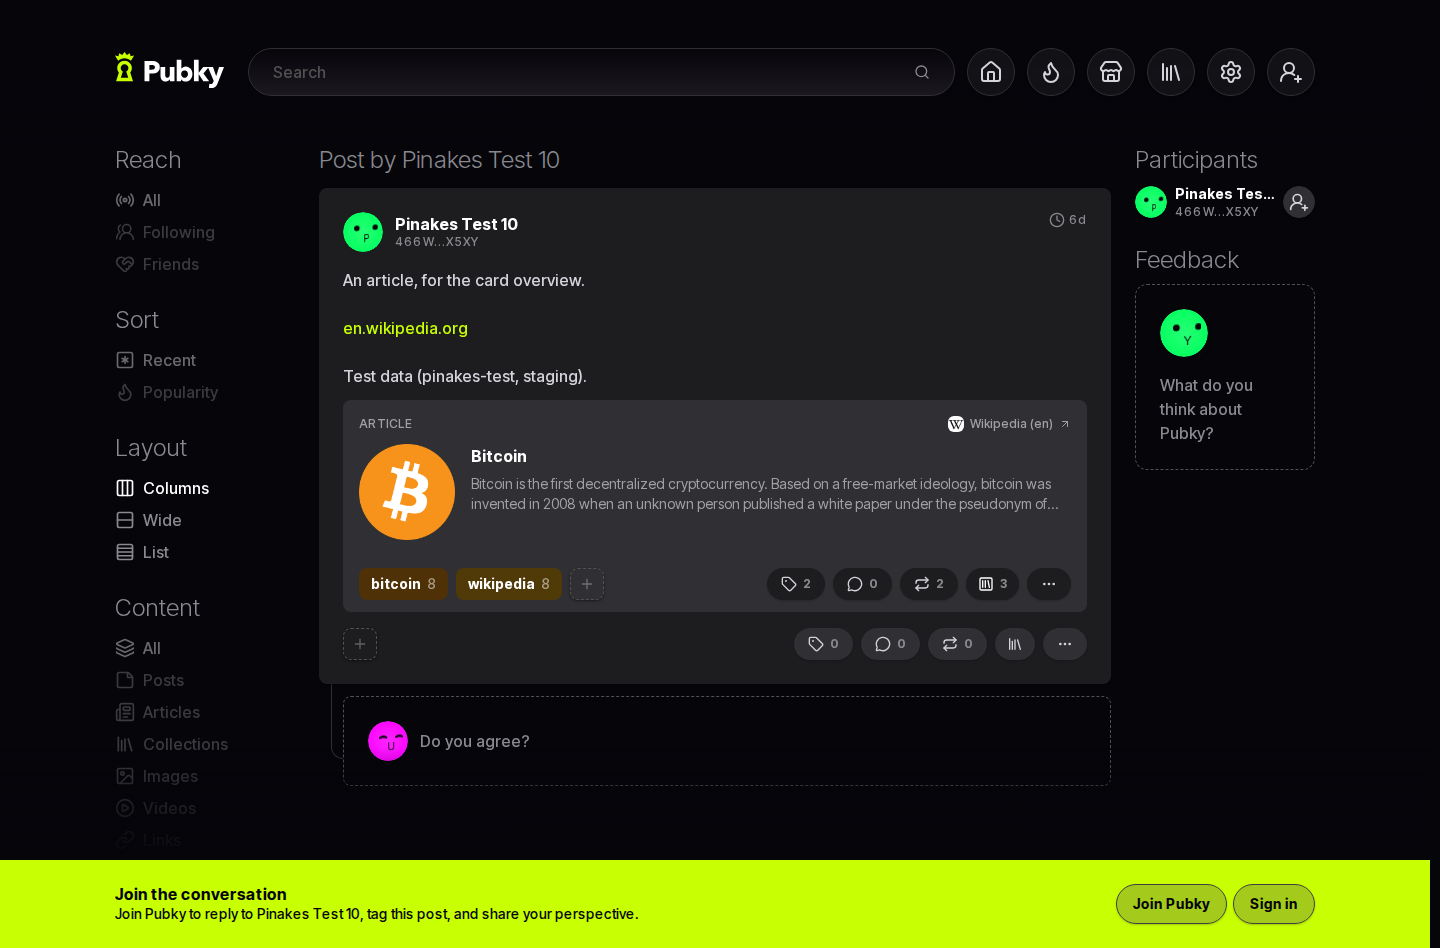 Pubky
Search
Reach
All
Following
Friends
Sort
Recent
Popularity
Layout
Columns
Wide
List
Content
All
Posts
Articles
Collections
Images
Videos
Links
Post by Pinakes Test 10
P
Pinakes Test 10
466W...X5XY
6d
An article, for the card overview.
en.wikipedia.org
Test data (pinakes-test, staging).
ARTICLE
W Wikipedia (en)
Bitcoin
Bitcoin is the first decentralized cryptocurrency. Based on a free-market ideology, bitcoin was
invented in 2008 when an unknown person published a white paper under the pseudonym of...
bitcoin 8
wikipedia 8
2
0
2
3
0
0
0
U
Do you agree?
Participants
P
Pinakes Tes...
466W...X5XY
Feedback
Y
What do you
think about
Pubky?
Join the conversation
Join Pubky to reply to Pinakes Test 10, tag this post, and share your perspective.
Join Pubky
Sign in